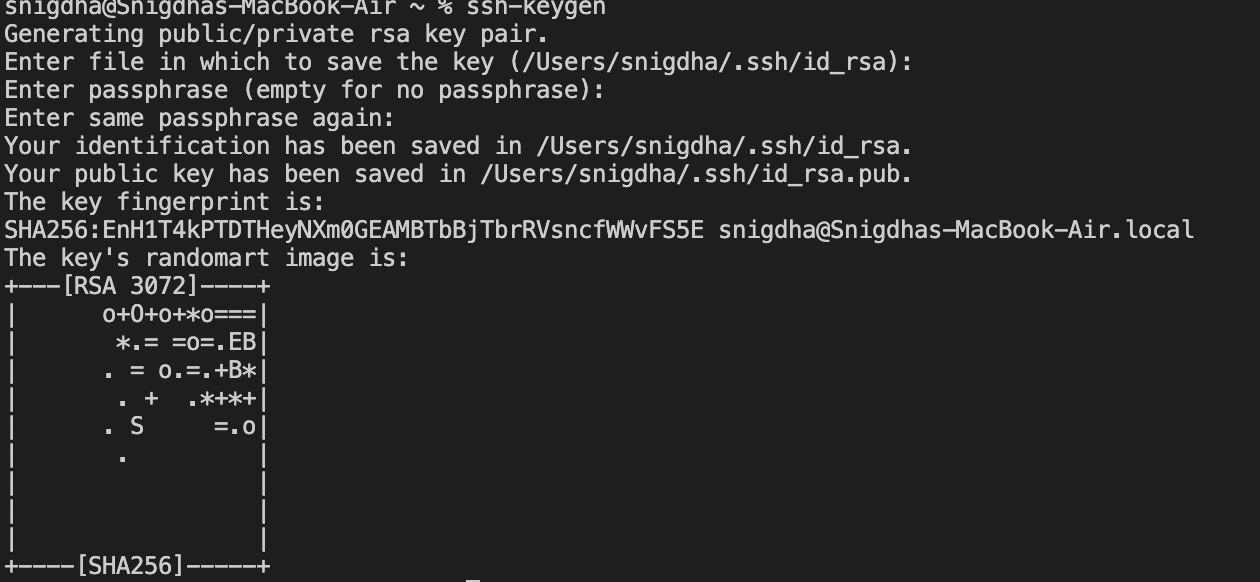 snigdha@Snigdhas-MacBook-Air ~ % ssh-keygen
Generating public/private rsa key pair.
Enter file in which to save the key (/Users/snigdha/.ssh/id_rsa):
Enter passphrase (empty for no passphrase):
Enter same passphrase again:
Your identification has been saved in /Users/snigdha/.ssh/id_rsa.
Your public key has been saved in /Users/snigdha/.ssh/id_rsa.pub.
The key fingerprint is:
SHA256:EnH1T4kPTDTHeyNXm0GEAMBTbBjTbrRVsncfWWvFS5E snigdha@Snigdhas-MacBook-Air.local
The key's randomart image is:
+---[RSA 3072]----+
|      o+O+o+*o===|
|       *.= =o=.EB|
|      . = o.=.+B*|
|       . +  .*+*+|
|      . S     =.o|
|       .         |
|                 |
|                 |
|                 |
+----[SHA256]-----+